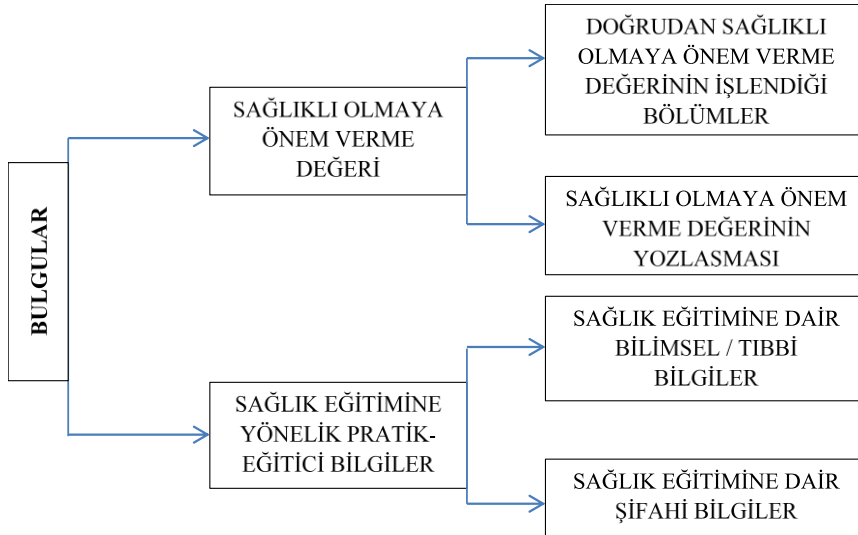 BULGULAR
SAĞLIKLI OLMAYA
ÖNEM VERME
DEĞERİ
DOĞRUDAN SAĞLIKLI
OLMAYA ÖNEM VERME
DEĞERİNİN İŞLENDİĞİ
BÖLÜMLER
SAĞLIKLI OLMAYA ÖNEM
VERME DEĞERİNİN
YOZLASMASI
SAĞLIK EĞİTİMİNE
YÖNELİK PRATİK-
EĞİTİCİ BİLGİLER
SAĞLIK EĞİTİMİNE DAİR
BİLİMSEL / TIBBİ
BİLGİLER
SAĞLIK EĞİTİMİNE DAİR
ŞİFAHİ BİLGİLER